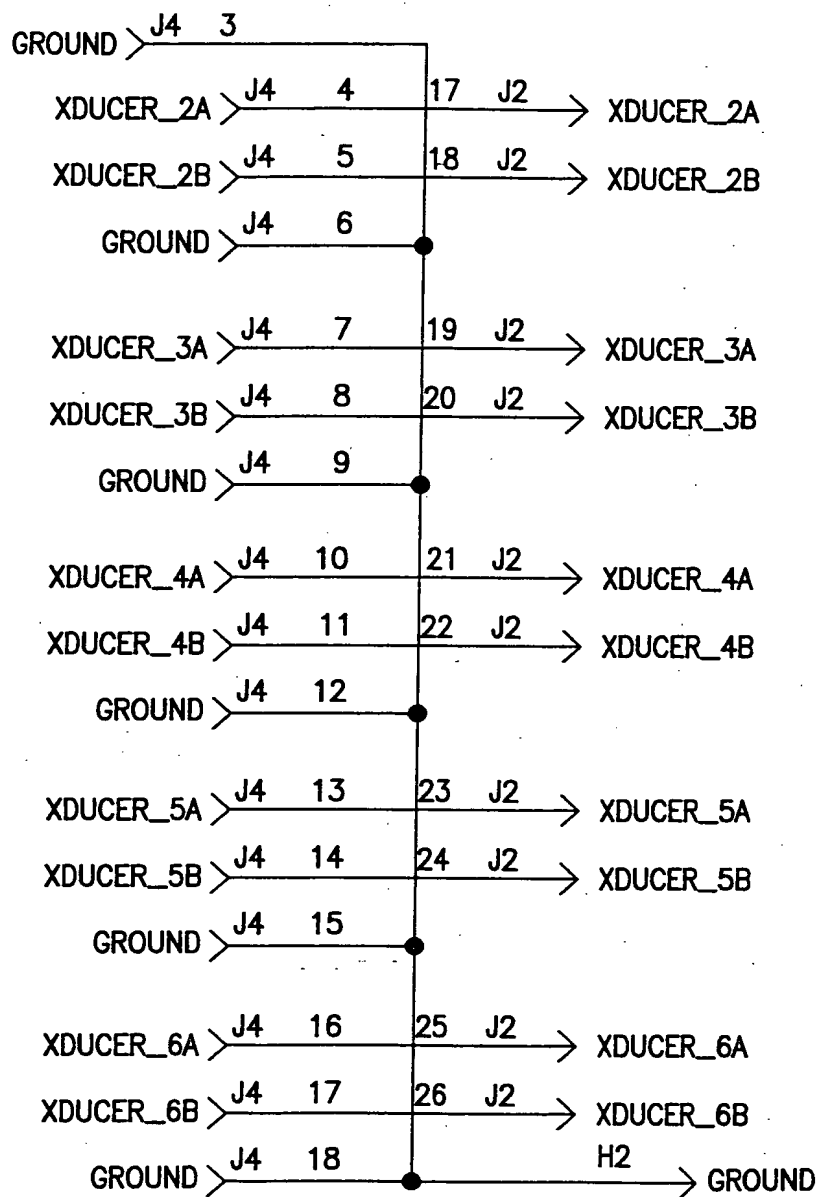 GROUND J4 3
XDUCER_2A J4 4 17 J2 XDUCER_2A
XDUCER_2B J4 5 18 J2 XDUCER_2B
GROUND J4 6
XDUCER_3A J4 7 19 J2 XDUCER_3A
XDUCER_3B J4 8 20 J2 XDUCER_3B
GROUND J4 9
XDUCER_4A J4 10 21 J2 XDUCER_4A
XDUCER_4B J4 11 22 J2 XDUCER_4B
GROUND J4 12
XDUCER_5A J4 13 23 J2 XDUCER_5A
XDUCER_5B J4 14 24 J2 XDUCER_5B
GROUND J4 15
XDUCER_6A J4 16 25 J2 XDUCER_6A
XDUCER_6B J4 17 26 J2 XDUCER_6B
GROUND J4 18 H2 GROUND